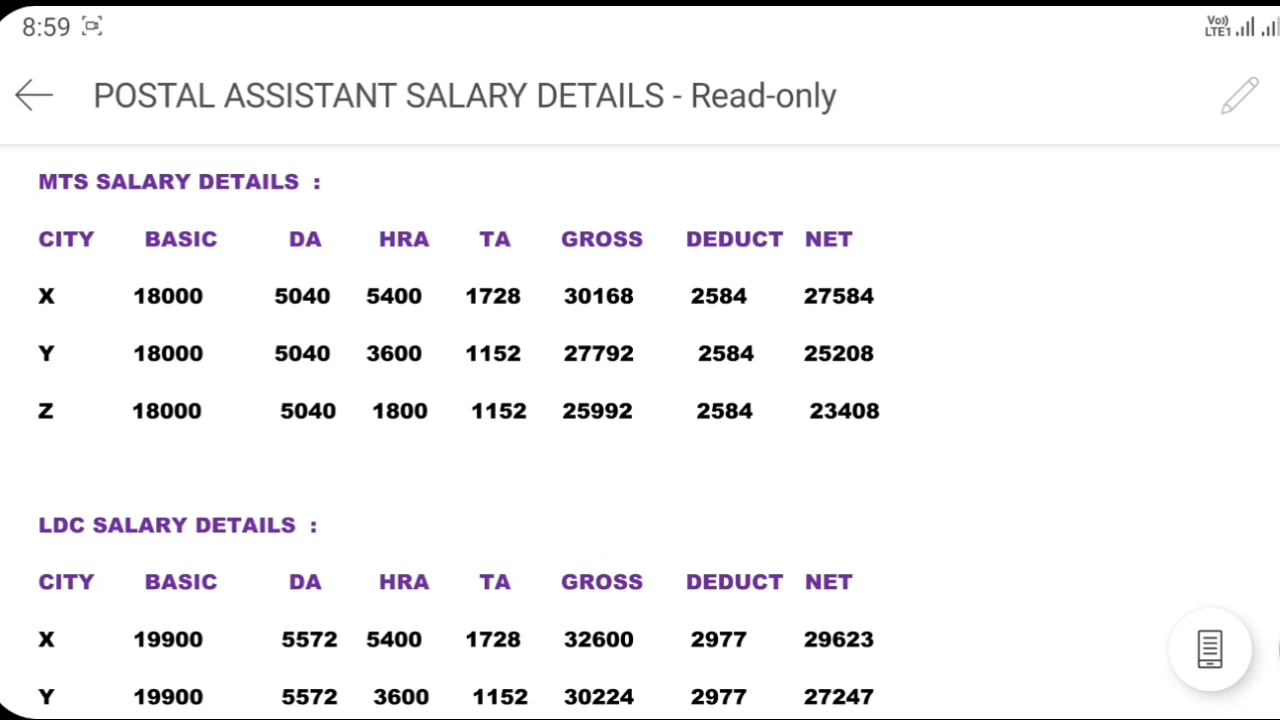 8:59 Vo)) LTE1
POSTAL ASSISTANT SALARY DETAILS - Read-only
MTS SALARY DETAILS :
CITY BASIC DA HRA TA GROSS DEDUCT NET
X 18000 5040 5400 1728 30168 2584 27584
Y 18000 5040 3600 1152 27792 2584 25208
Z 18000 5040 1800 1152 25992 2584 23408
LDC SALARY DETAILS :
CITY BASIC DA HRA TA GROSS DEDUCT NET
X 19900 5572 5400 1728 32600 2977 29623
Y 19900 5572 3600 1152 30224 2977 27247